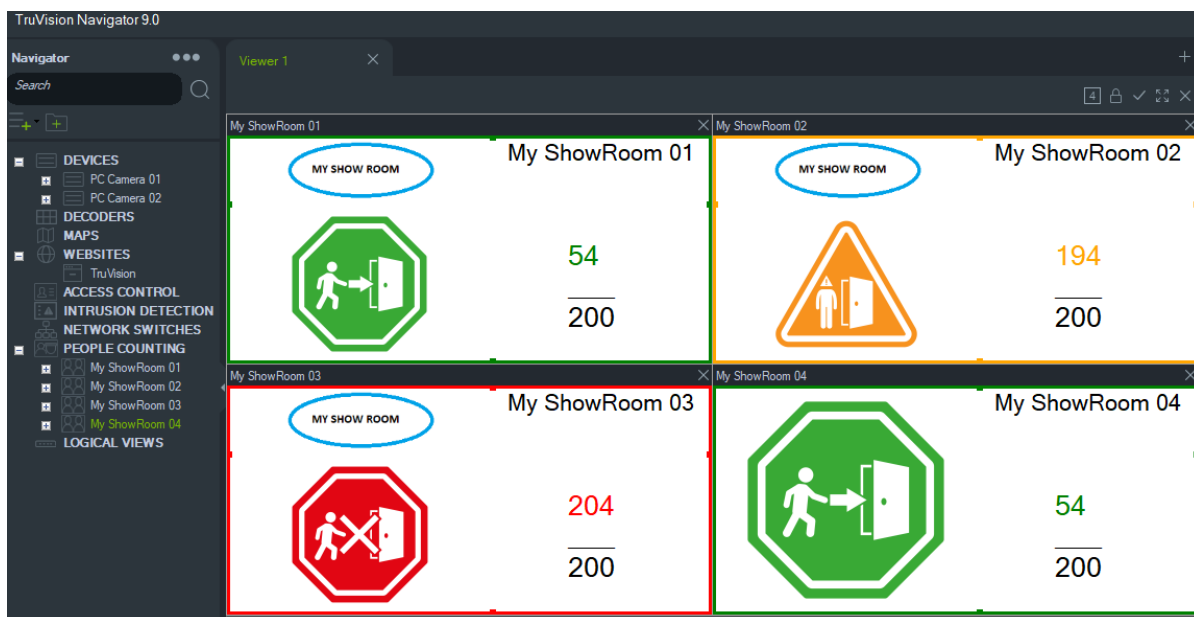 TruVision Navigator 9.0
Navigator
Search
DEVICES
PC Camera 01
PC Camera 02
DECODERS
MAPS
WEBSITES
TruVision
ACCESS CONTROL
INTRUSION DETECTION
NETWORK SWITCHES
PEOPLE COUNTING
My ShowRoom 01
My ShowRoom 02
My ShowRoom 03
My ShowRoom 04
LOGICAL VIEWS
Viewer 1
4
My ShowRoom 01
MY SHOW ROOM
My ShowRoom 01
54
200
My ShowRoom 02
MY SHOW ROOM
My ShowRoom 02
194
200
My ShowRoom 03
MY SHOW ROOM
My ShowRoom 03
204
200
My ShowRoom 04
My ShowRoom 04
54
200